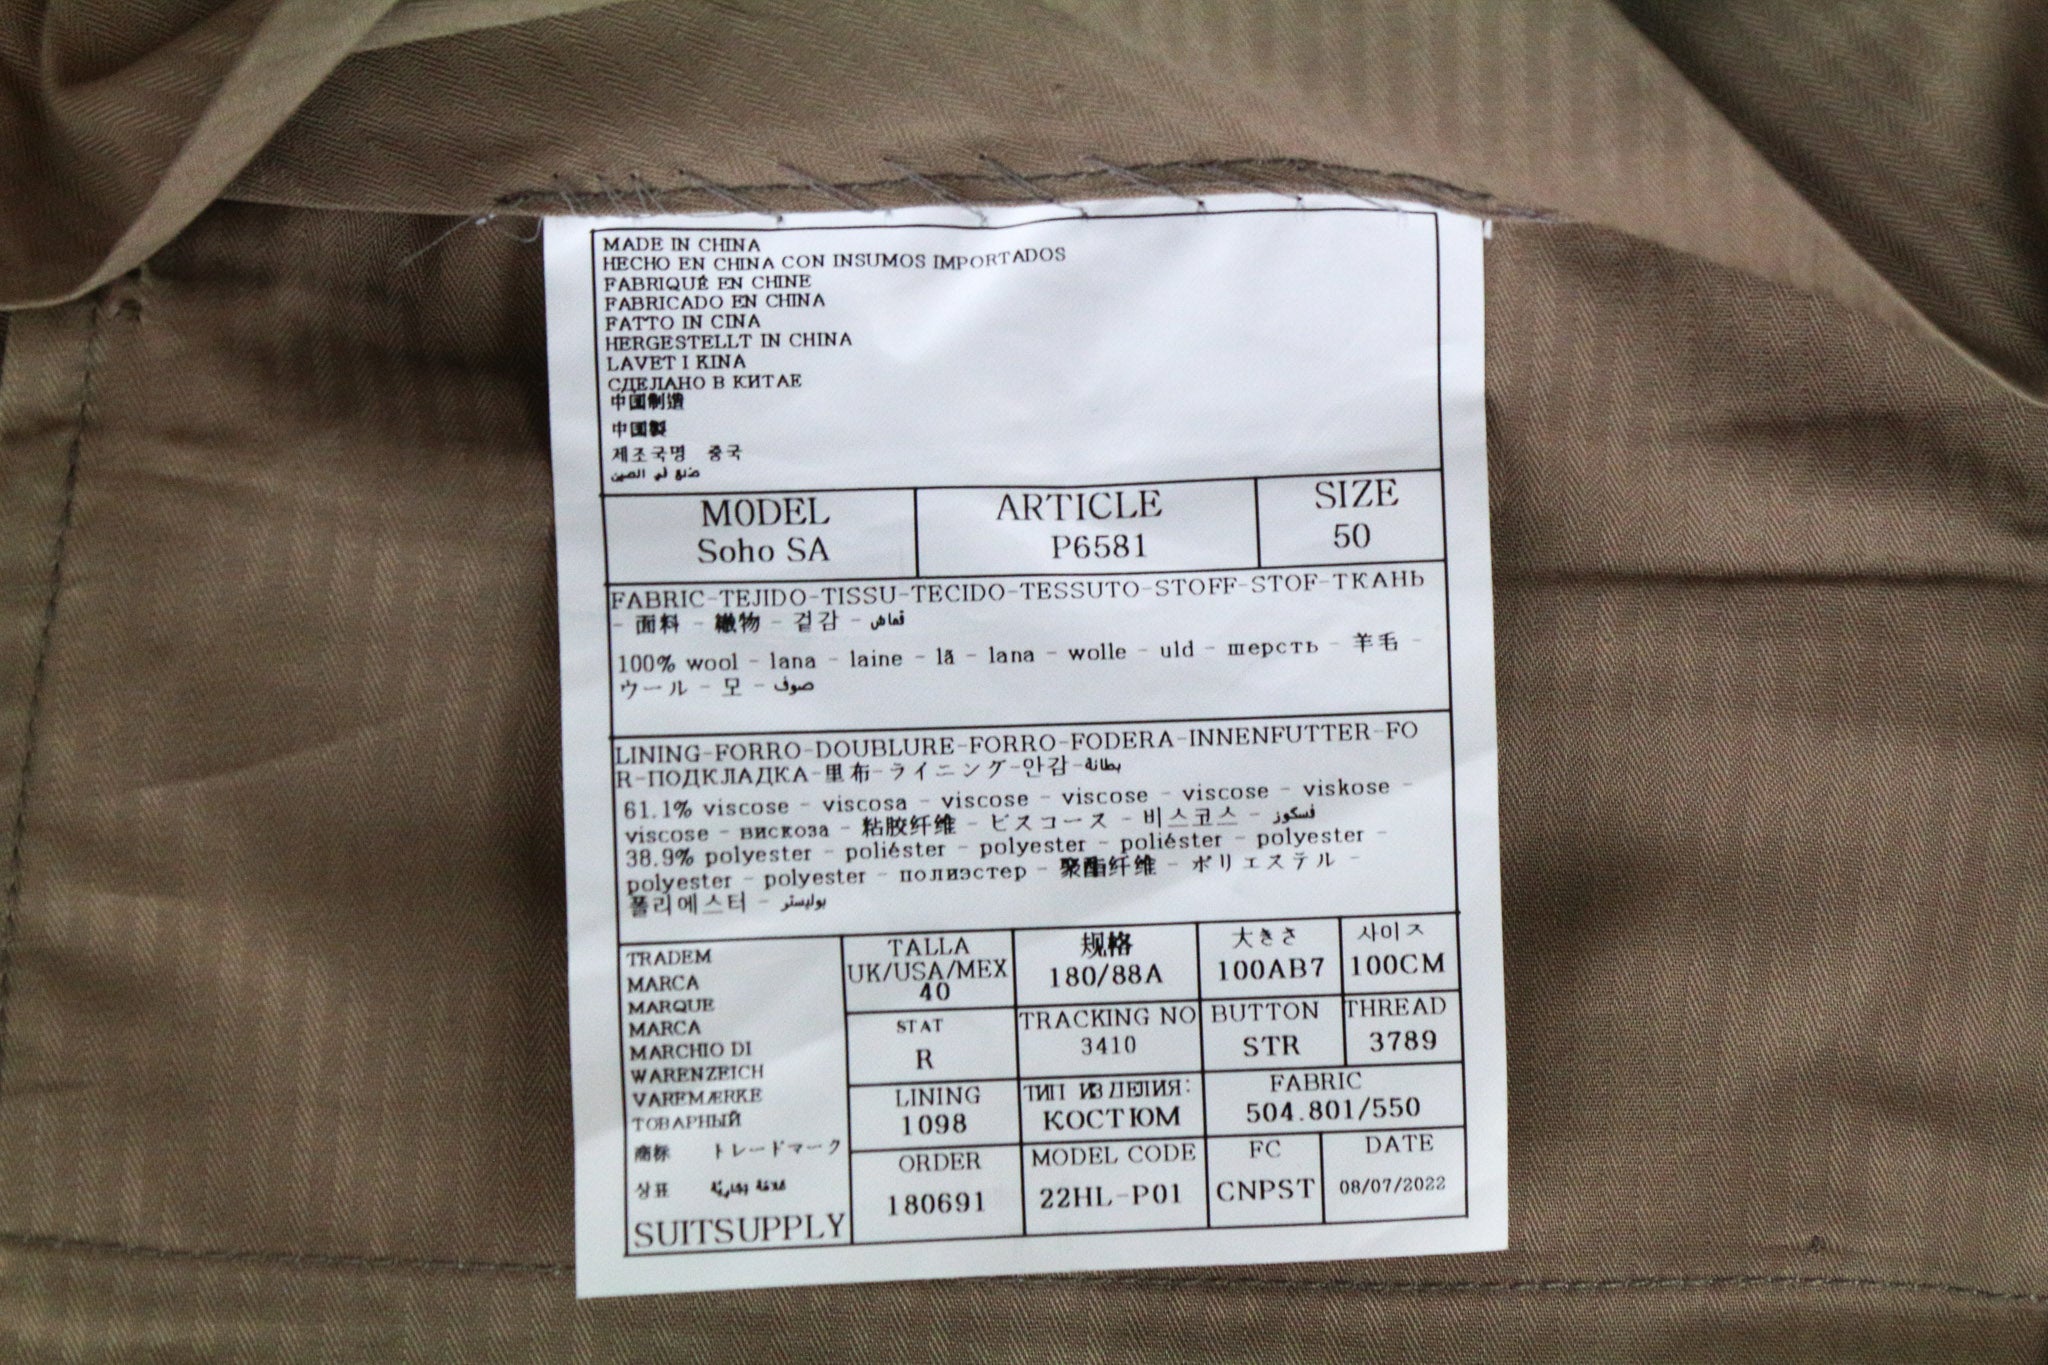 MADE IN CHINA
HECHO EN CHINA CON INSUMOS IMPORTADOS
FABRIQUÉ EN CHINE
FABRICADO EN CHINA
FATTO IN CINA
HERGESTELLT IN CHINA
LAVET I KINA
СДЕЛАНО В КИТАЕ
中国制造
中国製
제조국명 중국
صنع في الصين
MODEL ARTICLE SIZE
Soho SA P6581 50
FABRIC-TEJIDO-TISSU-TECIDO-TESSUTO-STOFF-STOF-ТКАНЬ
- 面料 - 織物 - 겉감 - قماش
100% wool - lana - laine - lã - lana - wolle - uld - шерсть - 羊毛 -
ウール - 모 - صوف
LINING-FORRO-DOUBLURE-FORRO-FODERA-INNENFUTTER-FO
R-ПОДКЛАДКА-里布-ライニング-안감-بطانة
61.1% viscose - viscosa - viscose - viscose - viscose - viskose -
viscose - вискоза - 粘胶纤维 - ビスコース - 비스코스 - فسكوز
38.9% polyester - poliéster - polyester - poliéster - polyester -
polyester - polyester - полиэстер - 聚酯纤维 - ポリエステル -
폴리에스터 - بوليستر
TRADEM
MARCA
MARQUE
MARCA
MARCHIO DI
WARENZEICH
VAREMÆRKE
ТОВАРНЫЙ
商标 トレードマーク
상표 علامة تجارية
SUITSUPPLY
TALLA 规格 大きさ 사이즈
UK/USA/MEX 180/88A 100AB7 100CM
40
STAT TRACKING NO BUTTON THREAD
R 3410 STR 3789
LINING ТИП ИЗДЕЛИЯ: FABRIC
1098 КОСТЮМ 504.801/550
ORDER MODEL CODE FC DATE
180691 22HL-P01 CNPST 08/07/2022